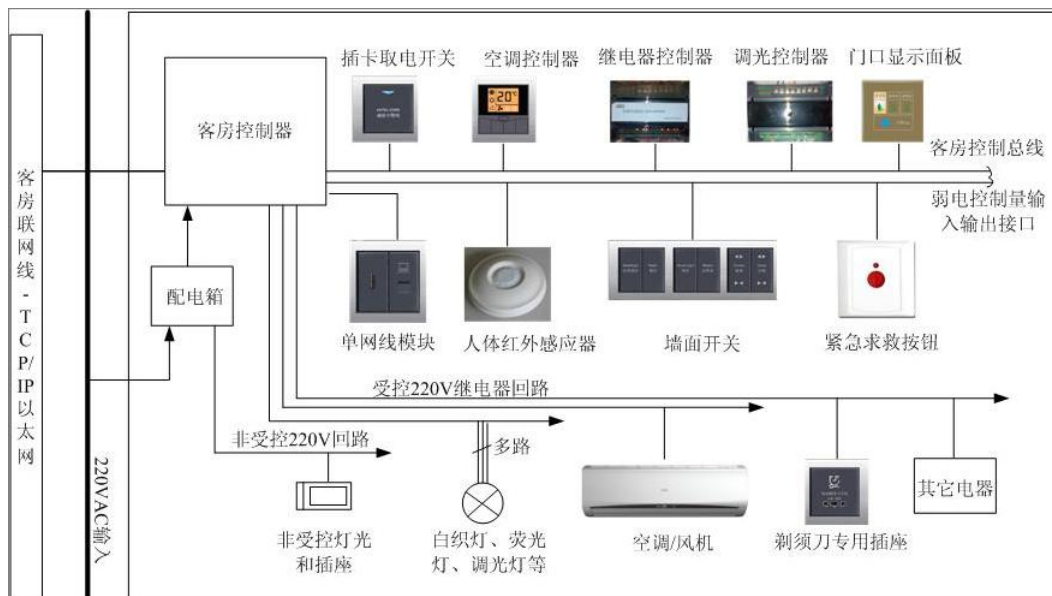 插卡取电开关
空调控制器
继电器控制器
调光控制器
门口显示面板
客房控制器
20℃
客房控制总线
弱电控制量输
入输出接口
客房联网线-TCP/IP以太网
配电箱
单网线模块
人体红外感应器
墙面开关
紧急求救按钮
受控220V继电器回路
非受控220V回路
多路
220VAC输入
其它电器
非受控灯光
和插座
白织灯、荧光
灯、调光灯等
空调/风机
剃须刀专用插座